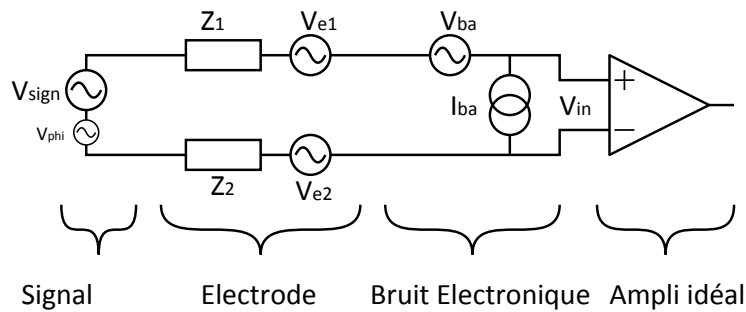 Z1
Ve1
Vba
Vsign
Vphi
Iba
Vin
+
−
Z2
Ve2
Signal
Electrode
Bruit Electronique
Ampli idéal